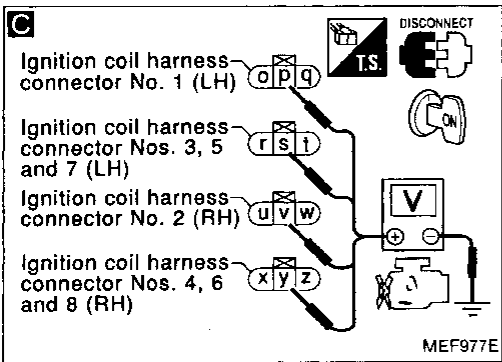 C
DISCONNECT
T.S.
ON
Ignition coil harness
connector No. 1 (LH)
o p q
Ignition coil harness
connector Nos. 3, 5
and 7 (LH)
r s t
Ignition coil harness
connector No. 2 (RH)
u v w
Ignition coil harness
connector Nos. 4, 6
and 8 (RH)
x y z
V
+ −
MEF977E